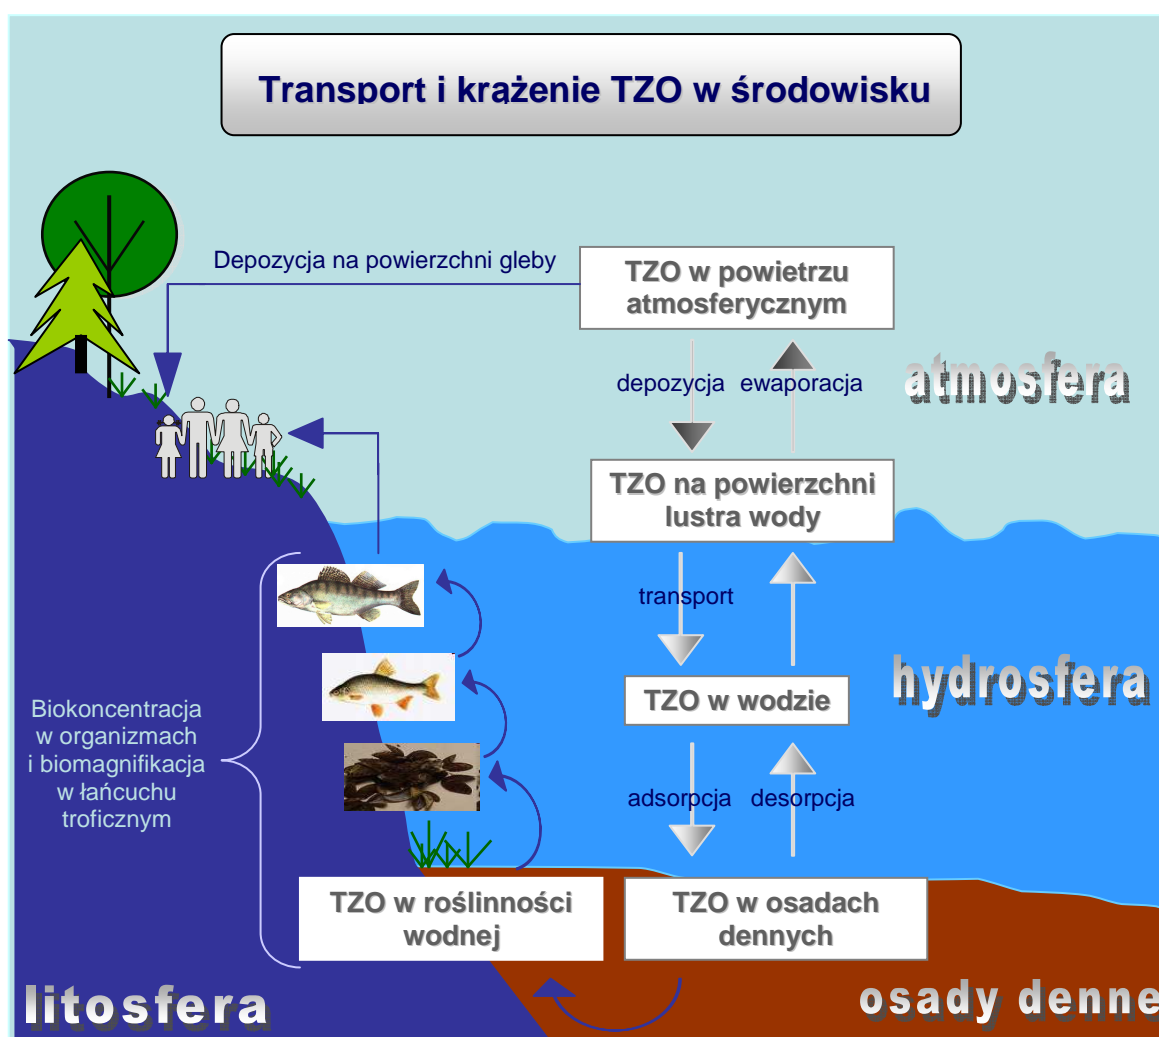 Transport i krążenie TZO w środowisku
Depozycja na powierzchni gleby
TZO w powietrzu
atmosferycznym
depozycja
ewaporacja
atmosfera
TZO na powierzchni
lustra wody
transport
hydrosfera
TZO w wodzie
Biokoncentracja
w organizmach
i biomagnifikacja
w łańcuchu
troficznym
adsorpcja
desorpcja
TZO w roślinności
wodnej
TZO w osadach
dennych
litosfera
osady denne